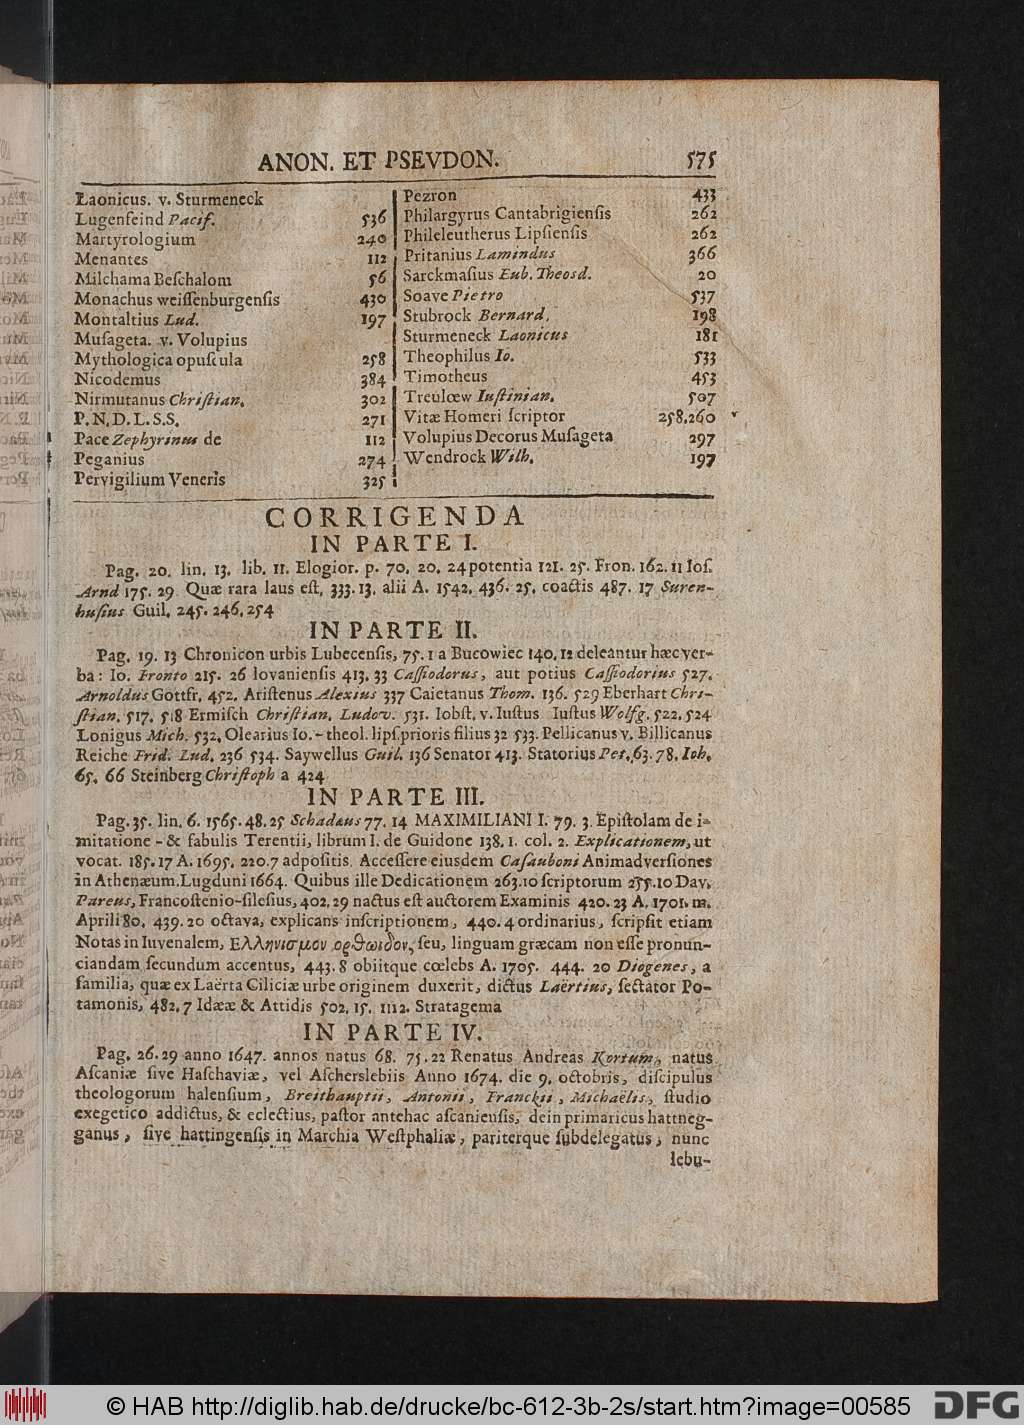 ANON. ET PSEVDON. 575
Laonicus. v. Sturmeneck
Lugenfeind Pacif. 536
Martyrologium 240
Menantes 112
Milchama Beſchalom 56
Monachus weiſſenburgenſis 430
Montaltius Lud. 197
Muſageta. v. Volupius
Mythologica opuſcula 258
Nicodemus 384
Nirmutanus Chriſtian. 302
P. N. D. L. S. S. 271
Pace Zephyrinus de 112
Peganius 274
Pervigilium Veneris 325
Pezron 433
Philargyrus Cantabrigienſis 262
Phileleutherus Lipſienſis 262
Pritanius Lamindus 366
Sarckmaſius Eub. Theosd. 20
Soave Pietro 537
Stubrock Bernard. 198
Sturmeneck Laonicus 181
Theophilus Io. 533
Timotheus 453
Treulœw Iuſtinian. 507
Vitæ Homeri ſcriptor 258.260
Volupius Decorus Muſageta 297
Wendrock Wilh. 197
CORRIGENDA
IN PARTE I.
Pag. 20. lin. 13. lib. 11. Elogior. p. 70. 20. 24 potentia 121. 25. Fron. 162. 11 Ioſ.
Arnd 175. 29. Quæ rara laus eſt, 333. 13. alii A. 1542. 436. 25. coactis 487. 17 Suren-
huſius Guil. 245. 246. 254
IN PARTE II.
Pag. 19. 13 Chronicon urbis Lubecenſis, 75. 1 a Bucowiec 140. 12 deleantur hæc ver-
ba: Io. Fronto 215. 26 lovanienſis 413. 33 Caſſiodorus, aut potius Caſſiodorius 527.
Arnoldus Gottfr. 452. Ariſtenus Alexius 337 Caietanus Thom. 136. 529 Eberhart Chri-
ſtian. 517. 518 Ermiſch Chriſtian. Ludov. 531. Iobſt. v. Iuſtus Iuſtus Wolfg. 522. 524
Lonigus Mich. 532. Olearius Io. - theol. lipſ. prioris filius 32 533. Pellicanus v. Billicanus
Reiche Frid. Lud. 236 534. Saywellus Guil. 136 Senator 413. Statorius Pet. 63. 78. Ioh.
65. 66 Steinberg Chriſtoph a 424
IN PARTE III.
Pag. 35. lin. 6. 1565. 48. 25 Schadæus 77. 14 MAXIMILIANI I. 79. 3. Epiſtolam de i-
mitatione - & fabulis Terentii, librum I. de Guidone 138. 1. col. 2. Explicationem, ut
vocat. 185. 17 A. 1695. 220. 7 adpoſitis. Acceſſere eiusdem Caſauboni Animadverſiones
in Athenæum. Lugduni 1664. Quibus ille Dedicationem 263. 10 ſcriptorum 255. 10 Dav.
Pareus, Francoſtenio-ſileſius, 402. 29 nactus eſt auctorem Examinis 420. 23 A. 1701. m.
Aprili 80. 439. 20 octava, explicans inſcriptionem, 440. 4 ordinarius, ſcripſit etiam
Notas in Iuvenalem, Ελληνισμον ορθωιδον, ſeu, linguam græcam non eſſe pronun-
ciandam ſecundum accentus, 443. 8 obiitque cœlebs A. 1705. 444. 20 Diogenes, a
familia, quæ ex Laërta Ciliciæ urbe originem duxerit, dictus Laërtius, ſectator Po-
tamonis, 482. 7 Idææ & Attidis 502. 15. 1112. Stratagema
IN PARTE IV.
Pag. 26. 29 anno 1647. annos natus 68. 75. 22 Renatus Andreas Kortum, natus
Aſcaniæ ſive Haſchaviæ, vel Aſcherslebiis Anno 1674. die 9. octobris, diſcipulus
theologorum halenſium, Breithauptii, Antonii, Franckii, Michaëlis, ſtudio
exegetico addictus, & eclectius, paſtor antehac aſcanienſis, dein primaricus hattneg-
ganus, ſive hattingenſis in Marchia Weſtphaliæ, pariterque ſubdelegatus, nunc
lebu-
© HAB http://diglib.hab.de/drucke/bc-612-3b-2s/start.htm?image=00585
DFG